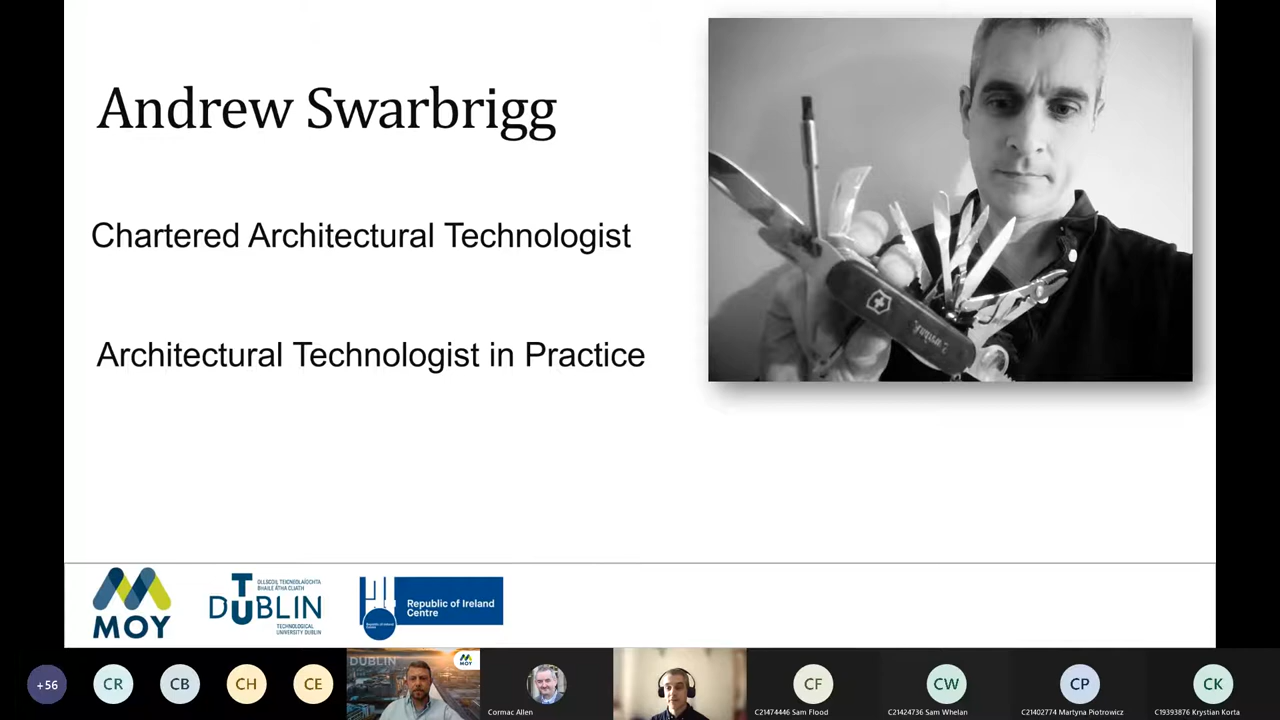 Andrew Swarbrigg
Chartered Architectural Technologist
Architectural Technologist in Practice
MOY
OLLSCOIL TEICNEOLAÍOCHTA
BHAILE ÁTHA CLIATH
TU DUBLIN
TECHNOLOGICAL
UNIVERSITY DUBLIN
Republic of Ireland
Centre
+56
CR
CB
CH
CE
DUBLIN
MOY
Cormac Allen
CF
C21474446 Sam Flood
CW
C21424736 Sam Whelan
CP
C21402774 Martyna Piotrowicz
CK
C19393876 Krystian Korta